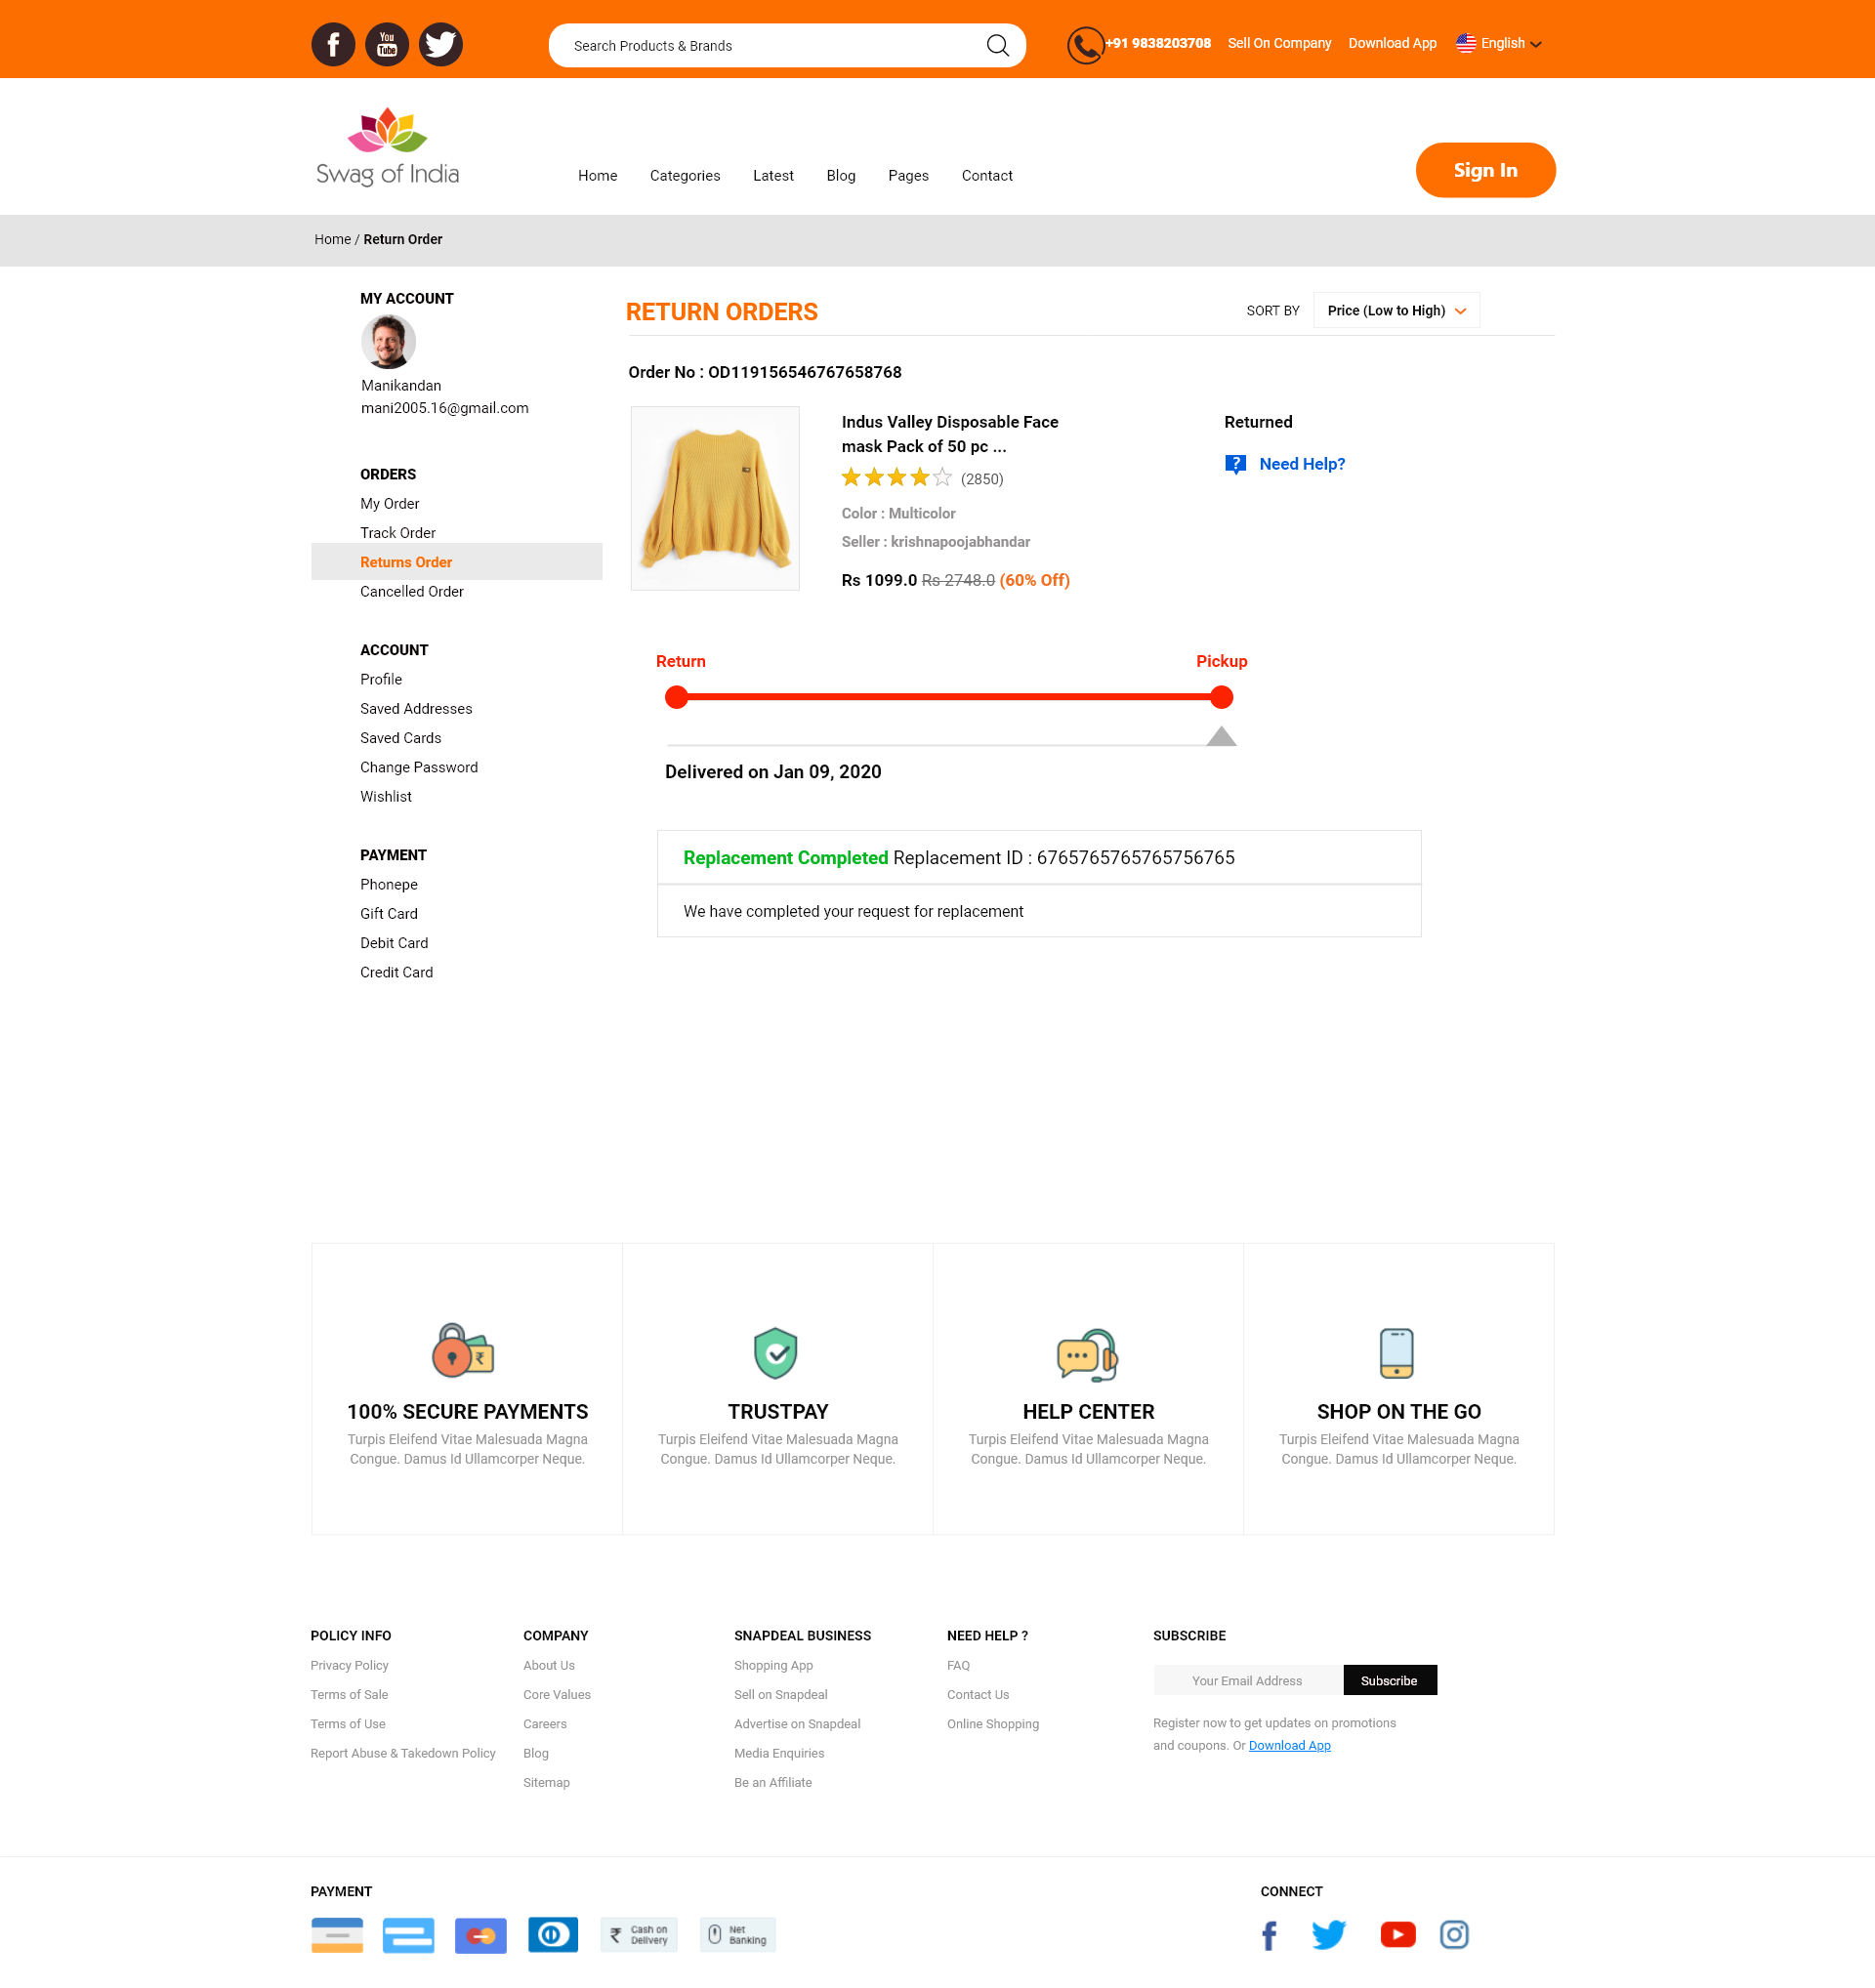 f
You
Tube
Search Products & Brands
+91 9838203708
Sell On Company
Download App
English
Swag of India
Home
Categories
Latest
Blog
Pages
Contact
Sign In
Home / Return Order
MY ACCOUNT
Manikandan
mani2005.16@gmail.com
ORDERS
My Order
Track Order
Returns Order
Cancelled Order
ACCOUNT
Profile
Saved Addresses
Saved Cards
Change Password
Wishlist
PAYMENT
Phonepe
Gift Card
Debit Card
Credit Card
RETURN ORDERS
SORT BY
Price (Low to High)
Order No : OD119156546767658768
Indus Valley Disposable Face
mask Pack of 50 pc ...
(2850)
Color : Multicolor
Seller : krishnapoojabhandar
Rs 1099.0 Rs 2748.0 (60% Off)
Returned
?
Need Help?
Return
Pickup
Delivered on Jan 09, 2020
Replacement Completed Replacement ID : 6765765765765756765
We have completed your request for replacement
₹
100% SECURE PAYMENTS
Turpis Eleifend Vitae Malesuada Magna
Congue. Damus Id Ullamcorper Neque.
TRUSTPAY
Turpis Eleifend Vitae Malesuada Magna
Congue. Damus Id Ullamcorper Neque.
HELP CENTER
Turpis Eleifend Vitae Malesuada Magna
Congue. Damus Id Ullamcorper Neque.
SHOP ON THE GO
Turpis Eleifend Vitae Malesuada Magna
Congue. Damus Id Ullamcorper Neque.
POLICY INFO
Privacy Policy
Terms of Sale
Terms of Use
Report Abuse & Takedown Policy
COMPANY
About Us
Core Values
Careers
Blog
Sitemap
SNAPDEAL BUSINESS
Shopping App
Sell on Snapdeal
Advertise on Snapdeal
Media Enquiries
Be an Affiliate
NEED HELP ?
FAQ
Contact Us
Online Shopping
SUBSCRIBE
Your Email Address
Subscribe
Register now to get updates on promotions
and coupons. Or Download App
PAYMENT
₹ Cash on
Delivery
Net
Banking
CONNECT
f